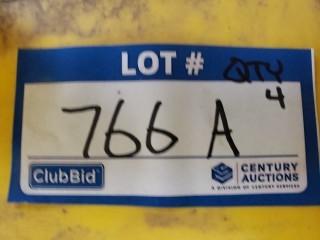 LOT # QTY
4
766 A
ClubBid
CENTURY
AUCTIONS
A DIVISION OF CENTURY SERVICES